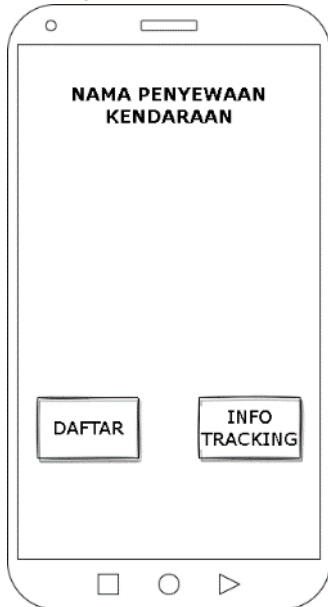 NAMA PENYEWAAN
KENDARAAN
DAFTAR
INFO
TRACKING